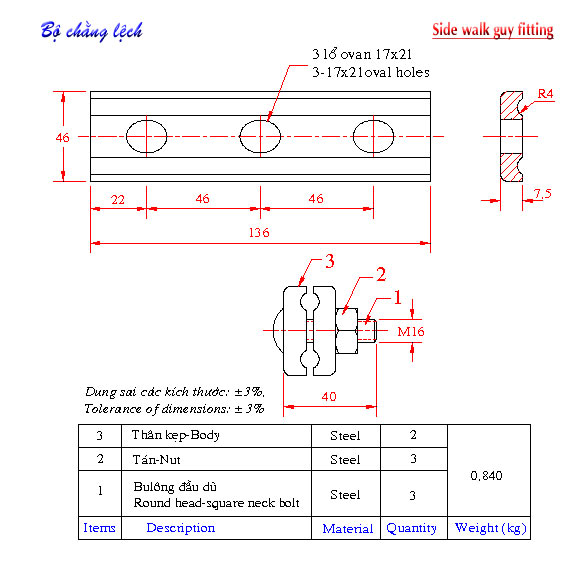 Bộ chằng lệch
Side walk guy fitting
3 lổ ovan 17x21
3-17x21oval holes
R4
46
22
46
46
7,5
136
3
2
1
M16
40
Dung sai các kích thước: ±3%.
Tolerance of dimensions: ± 3%
3 Thân kẹp-Body Steel 2
2 Tán-Nut Steel 3
0,840
1 Bulông đầu dù Steel 3
Round head-square neck bolt
Items Description Material Quantity Weight (kg)